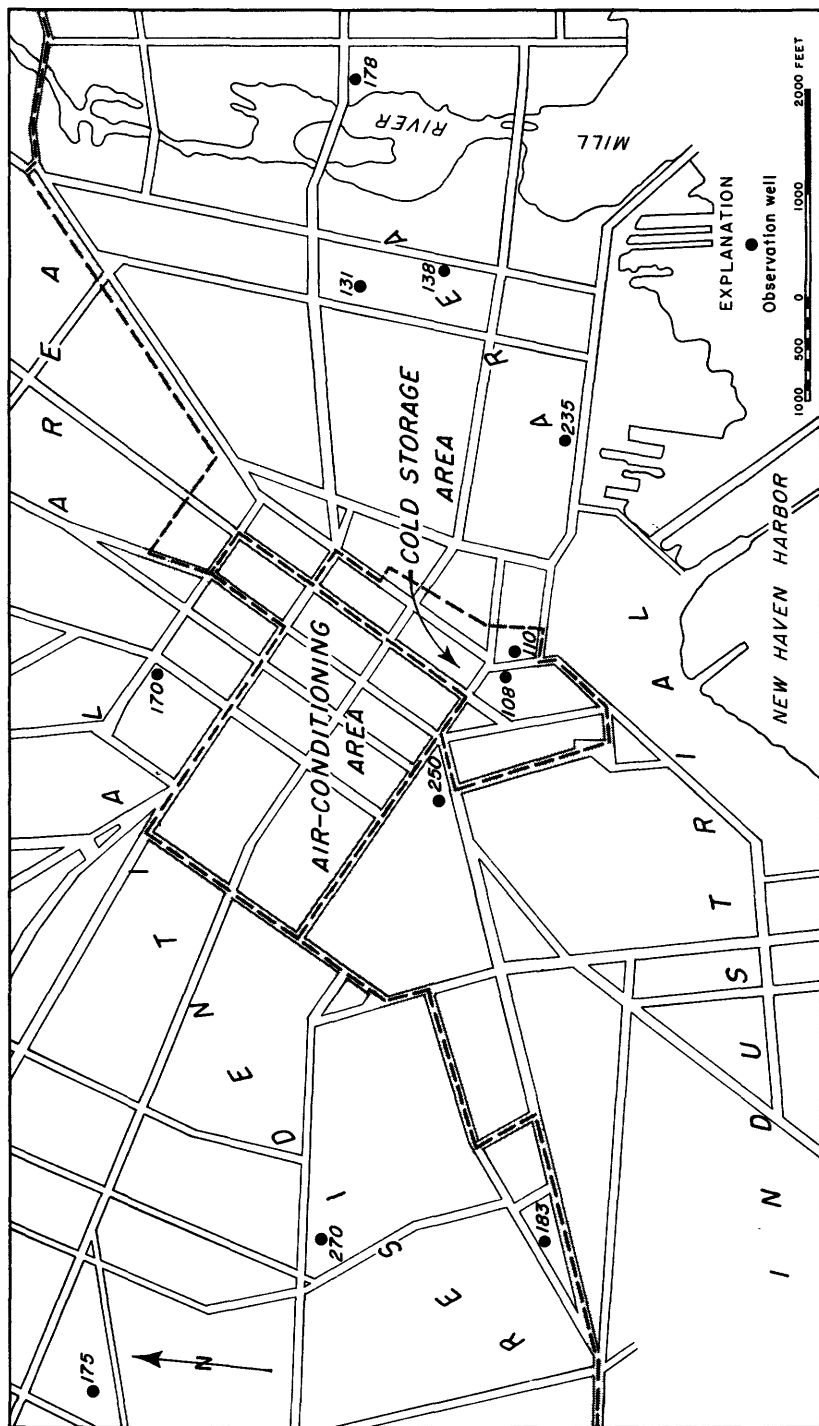 175
N
270
183
RESIDENTIAL AREA
170
AIR-CONDITIONING
AREA
250
108
110
COLD STORAGE
AREA
131
138
178
235
MILL
RIVER
INDUSTRIAL AREA
NEW HAVEN HARBOR
EXPLANATION
Observation well
1000 500 0 1000 2000 FEET